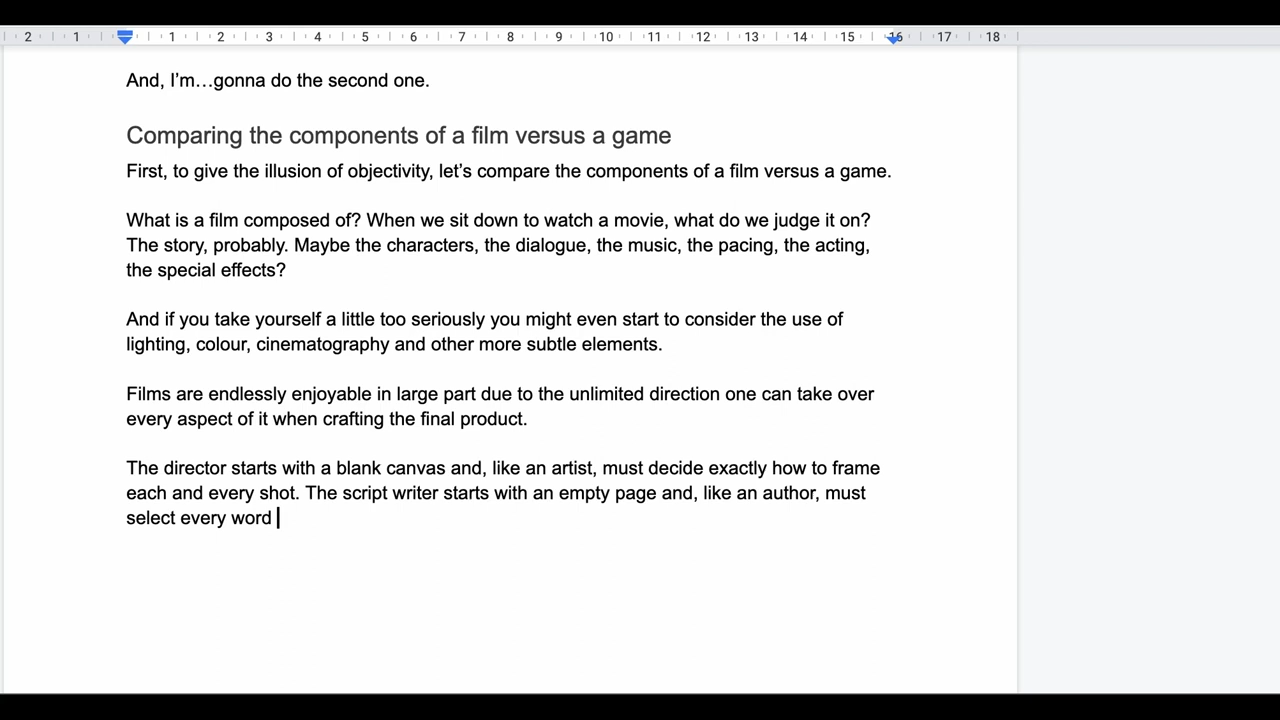 2 1 1 2 3 4 5 6 7 8 9 10 11 12 13 14 15 16 17 18
And, I'm…gonna do the second one.
Comparing the components of a film versus a game
First, to give the illusion of objectivity, let's compare the components of a film versus a game.
What is a film composed of? When we sit down to watch a movie, what do we judge it on?
The story, probably. Maybe the characters, the dialogue, the music, the pacing, the acting,
the special effects?
And if you take yourself a little too seriously you might even start to consider the use of
lighting, colour, cinematography and other more subtle elements.
Films are endlessly enjoyable in large part due to the unlimited direction one can take over
every aspect of it when crafting the final product.
The director starts with a blank canvas and, like an artist, must decide exactly how to frame
each and every shot. The script writer starts with an empty page and, like an author, must
select every word